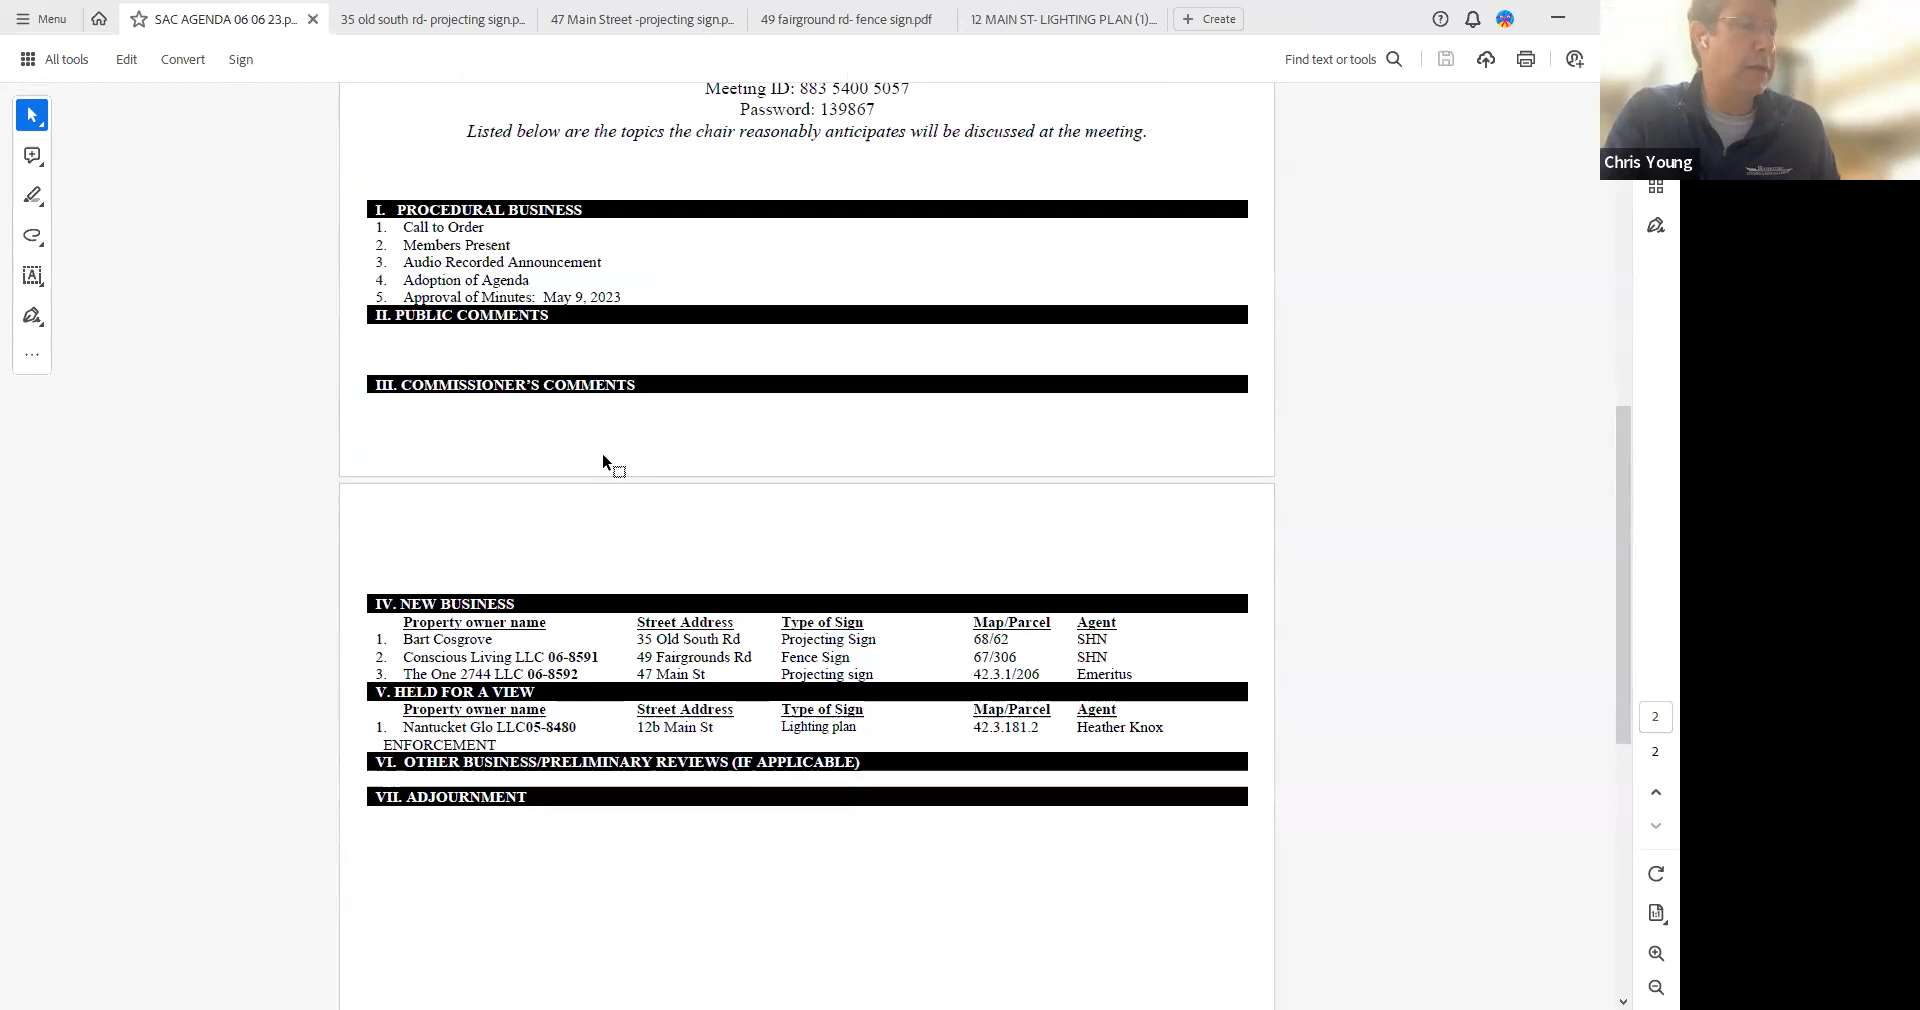 Menu
SAC AGENDA 06 06 23.p...
35 old south rd- projecting sign.p...
47 Main Street -projecting sign.p...
49 fairground rd- fence sign.pdf
12 MAIN ST- LIGHTING PLAN (1)....
Create
All tools
Edit
Convert
Sign
Find text or tools
Chris Young
Meeting ID: 883 5400 5057
Password: 139867
Listed below are the topics the chair reasonably anticipates will be discussed at the meeting.
I. PROCEDURAL BUSINESS
1. Call to Order
2. Members Present
3. Audio Recorded Announcement
4. Adoption of Agenda
5. Approval of Minutes: May 9, 2023
II. PUBLIC COMMENTS
III. COMMISSIONER'S COMMENTS
IV. NEW BUSINESS
Property owner name Street Address Type of Sign Map/Parcel Agent
1. Bart Cosgrove 35 Old South Rd Projecting Sign 68/62 SHN
2. Conscious Living LLC 06-8591 49 Fairgrounds Rd Fence Sign 67/306 SHN
3. The One 2744 LLC 06-8592 47 Main St Projecting sign 42.3.1/206 Emeritus
V. HELD FOR A VIEW
Property owner name Street Address Type of Sign Map/Parcel Agent
1. Nantucket Glo LLC05-8480 12b Main St Lighting plan 42.3.181.2 Heather Knox
ENFORCEMENT
VI. OTHER BUSINESS/PRELIMINARY REVIEWS (IF APPLICABLE)
VII. ADJOURNMENT
2
2